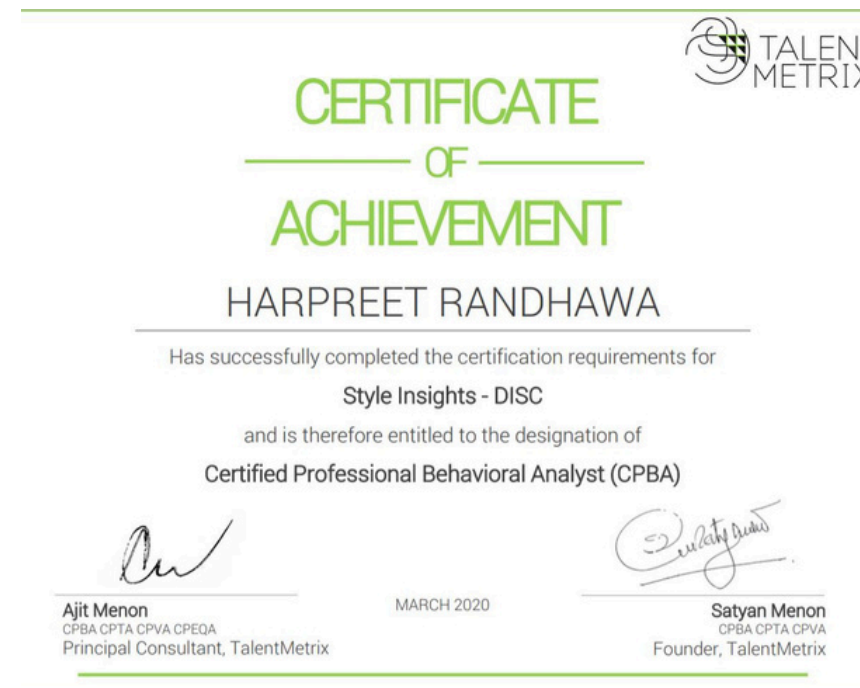 TALEN
METRIX
CERTIFICATE
OF
ACHIEVEMENT
HARPREET RANDHAWA
Has successfully completed the certification requirements for
Style Insights - DISC
and is therefore entitled to the designation of
Certified Professional Behavioral Analyst (CPBA)
Ajit Menon
CPBA CPTA CPVA CPEQA
Principal Consultant, TalentMetrix
MARCH 2020
Satyan Menon
CPBA CPTA CPVA
Founder, TalentMetrix